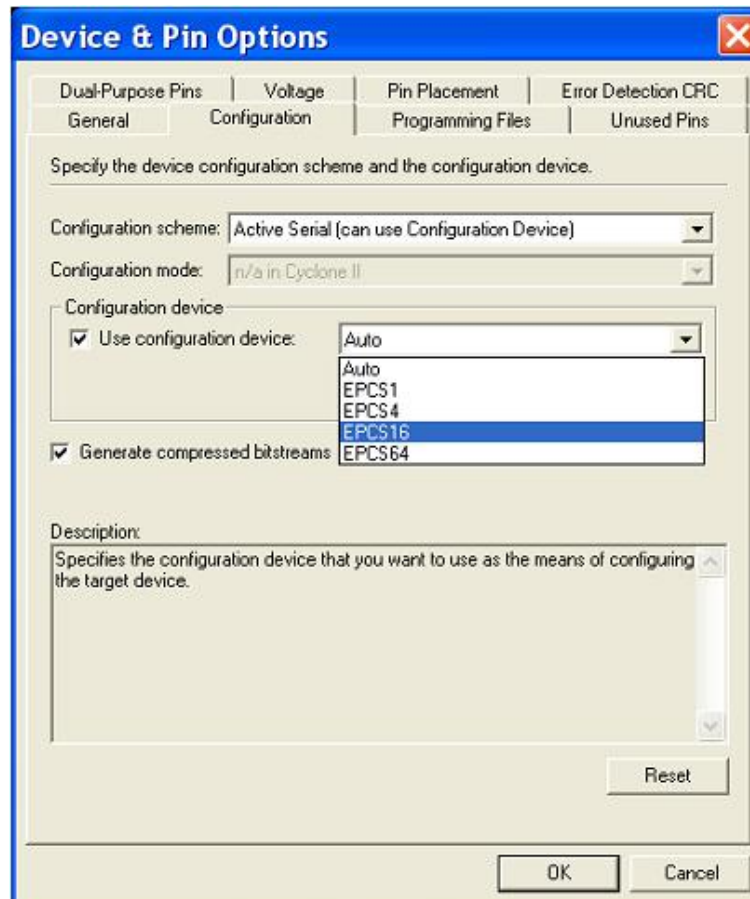 Device & Pin Options
Dual-Purpose Pins Voltage Pin Placement Error Detection CRC
General Configuration Programming Files Unused Pins
Specify the device configuration scheme and the configuration device.
Configuration scheme: Active Serial (can use Configuration Device)
Configuration mode: n/a in Cyclone II
Configuration device
Use configuration device: Auto
Auto
EPCS1
EPCS4
EPCS16
Generate compressed bitstreams EPCS64
Description:
Specifies the configuration device that you want to use as the means of configuring
the target device.
Reset
OK Cancel